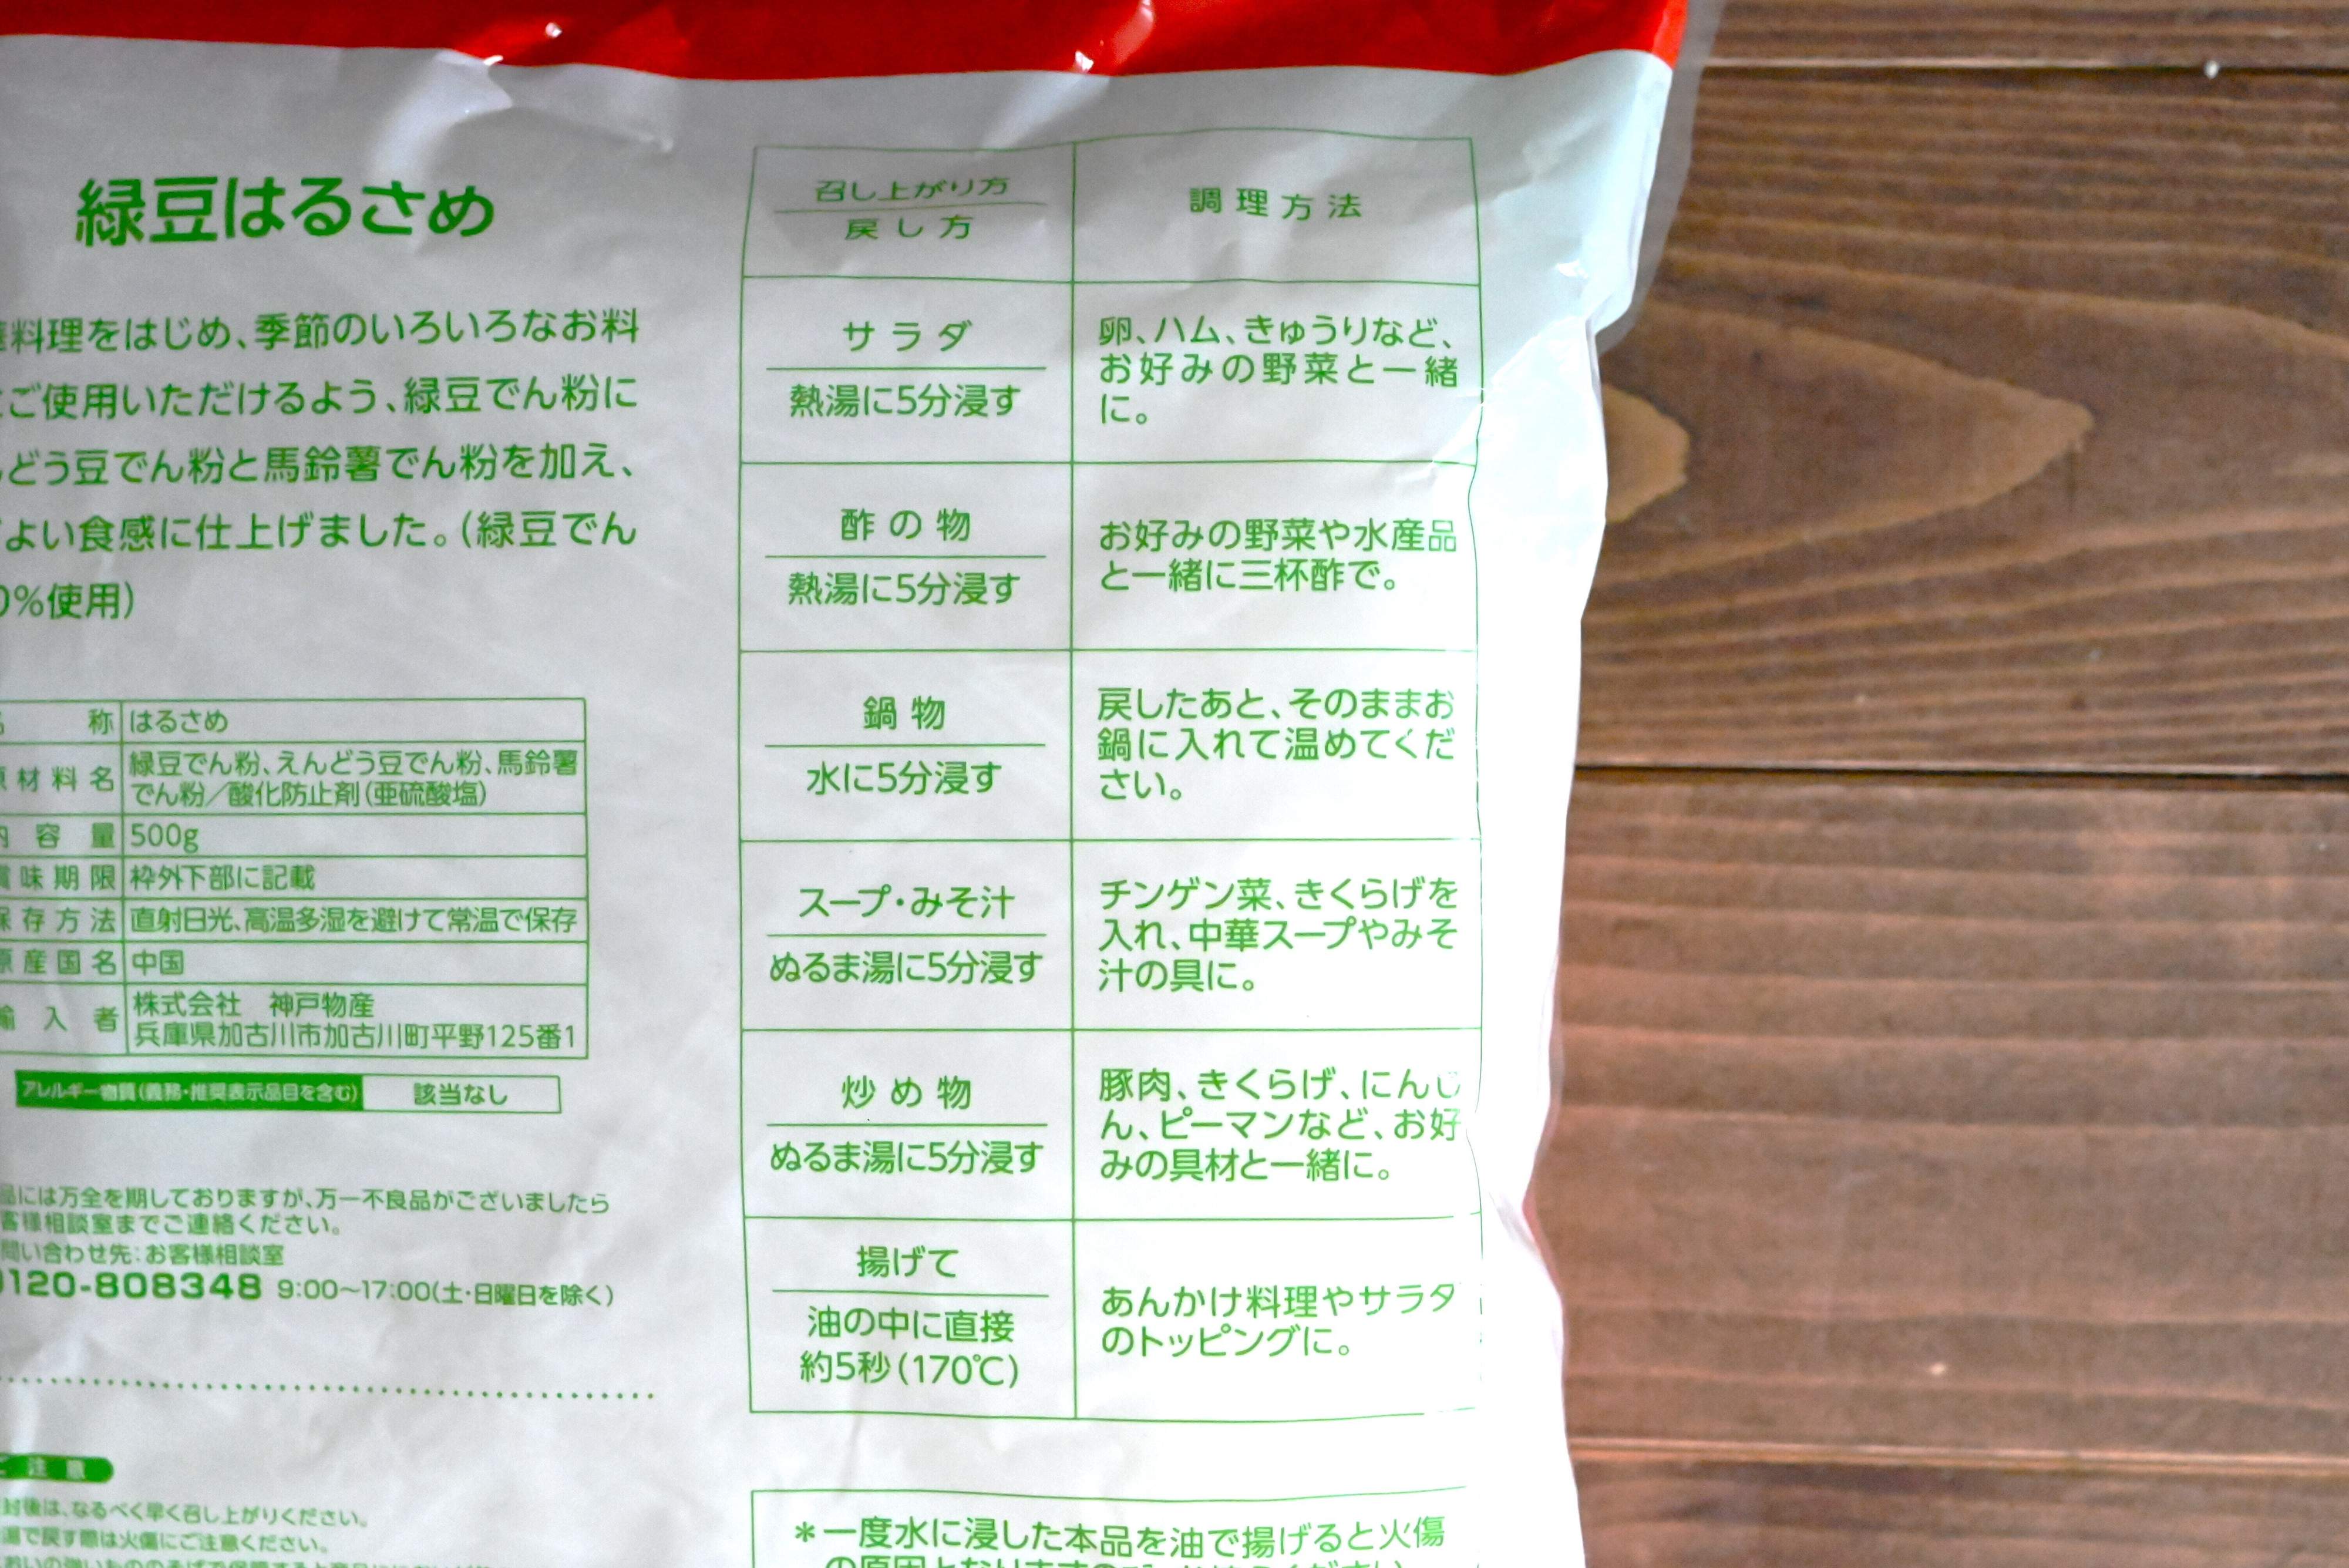 緑豆はるさめ
料理をはじめ、季節のいろいろなお料
ご使用いただけるよう、緑豆でん粉に
どう豆でん粉と馬鈴薯でん粉を加え、
よい食感に仕上げました。(緑豆でん
0%使用)
称 はるさめ
材料名 緑豆でん粉、えんどう豆でん粉、馬鈴薯
でん粉／酸化防止剤(亜硫酸塩)
内容量 500g
味期限 枠外下部に記載
保存方法 直射日光、高温多湿を避けて常温で保存
原産国名 中国
輸入者 株式会社 神戸物産
兵庫県加古川市加古川町平野125番1
アレルギー物質(義務・推奨表示品目を含む) 該当なし
品には万全を期しておりますが、万一不良品がございましたら
客様相談室までご連絡ください。
問い合わせ先:お客様相談室
0120-808348 9:00～17:00(土・日曜日を除く)
ご注意
封後は、なるべく早く召し上がりください。
湯で戻す際は火傷にご注意ください。
召し上がり方
戻し方
調理方法
サラダ
熱湯に5分浸す
卵、ハム、きゅうりなど、
お好みの野菜と一緒
に。
酢の物
熱湯に5分浸す
お好みの野菜や水産品
と一緒に三杯酢で。
鍋物
水に5分浸す
戻したあと、そのままお
鍋に入れて温めてくだ
さい。
スープ・みそ汁
ぬるま湯に5分浸す
チンゲン菜、きくらげを
入れ、中華スープやみそ
汁の具に。
炒め物
ぬるま湯に5分浸す
豚肉、きくらげ、にんじ
ん、ピーマンなど、お好
みの具材と一緒に。
揚げて
油の中に直接
約5秒(170℃)
あんかけ料理やサラダ
のトッピングに。
＊一度水に浸した本品を油で揚げると火傷